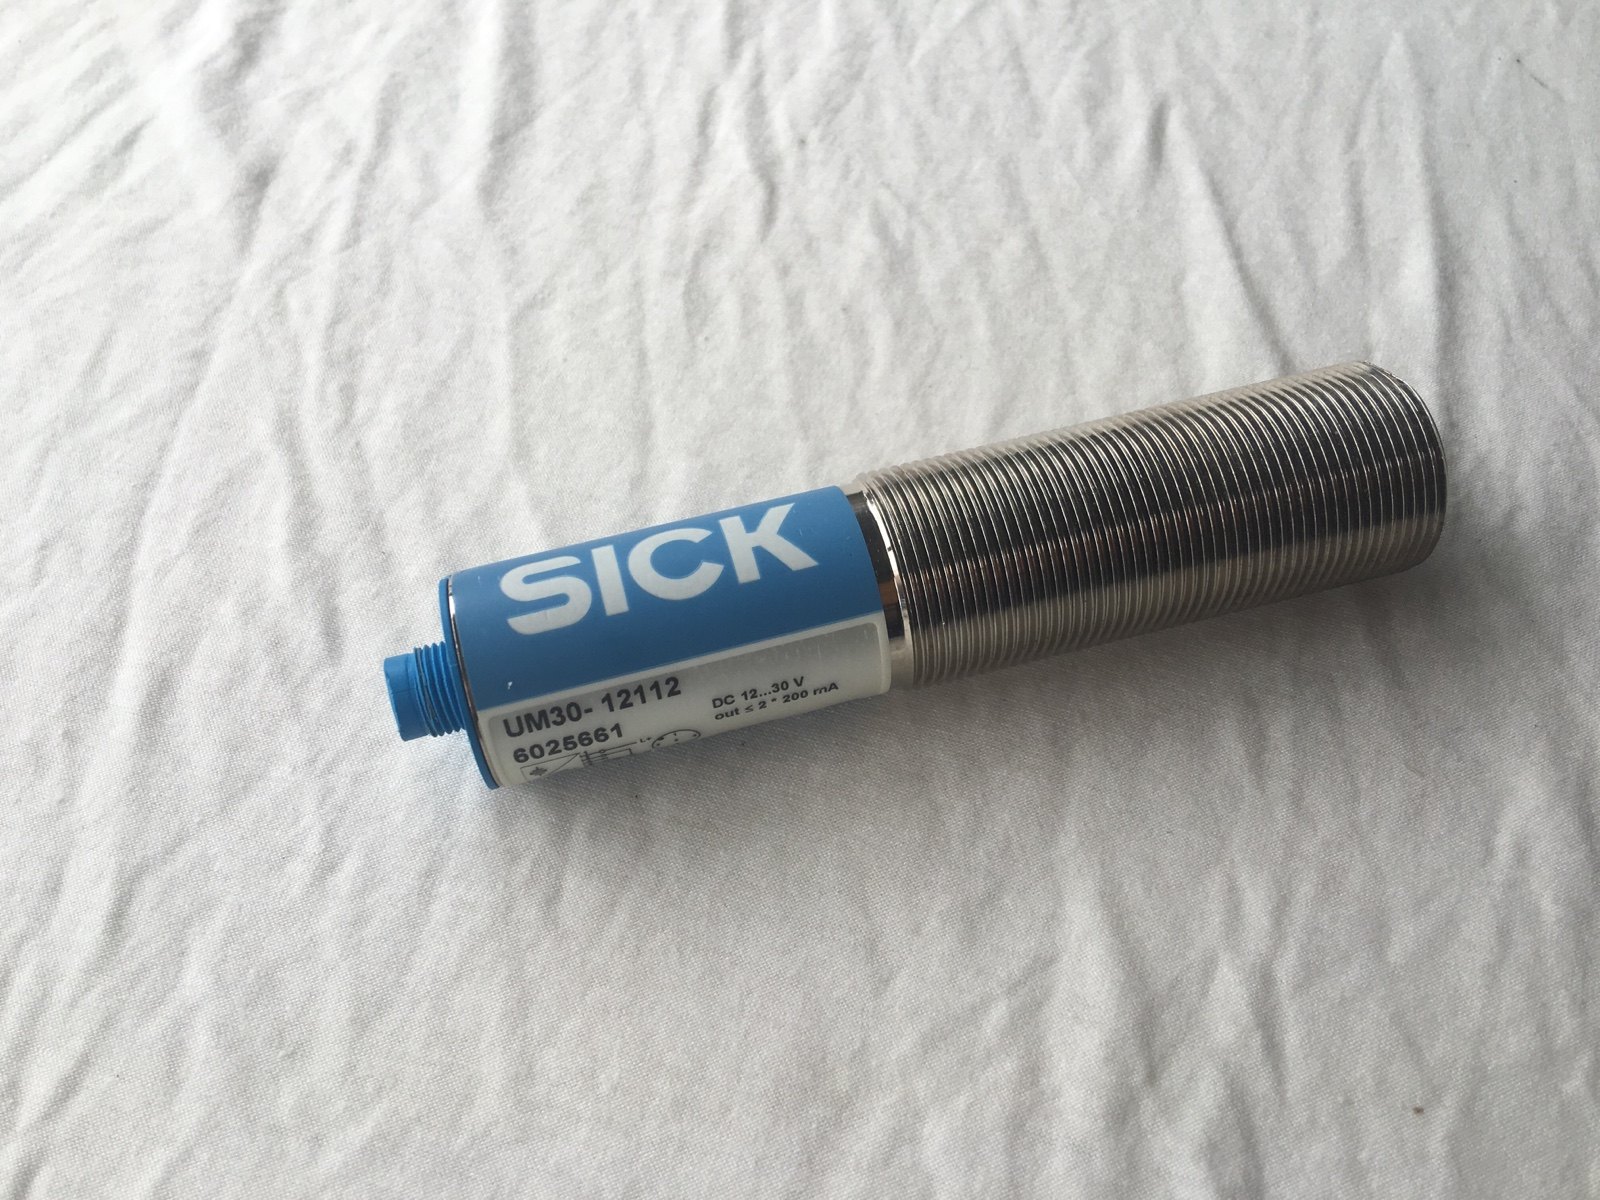 SICK
UM30- 12112
6025661
DC 12...30 V
out ≤ 2 * 200 mA
L+